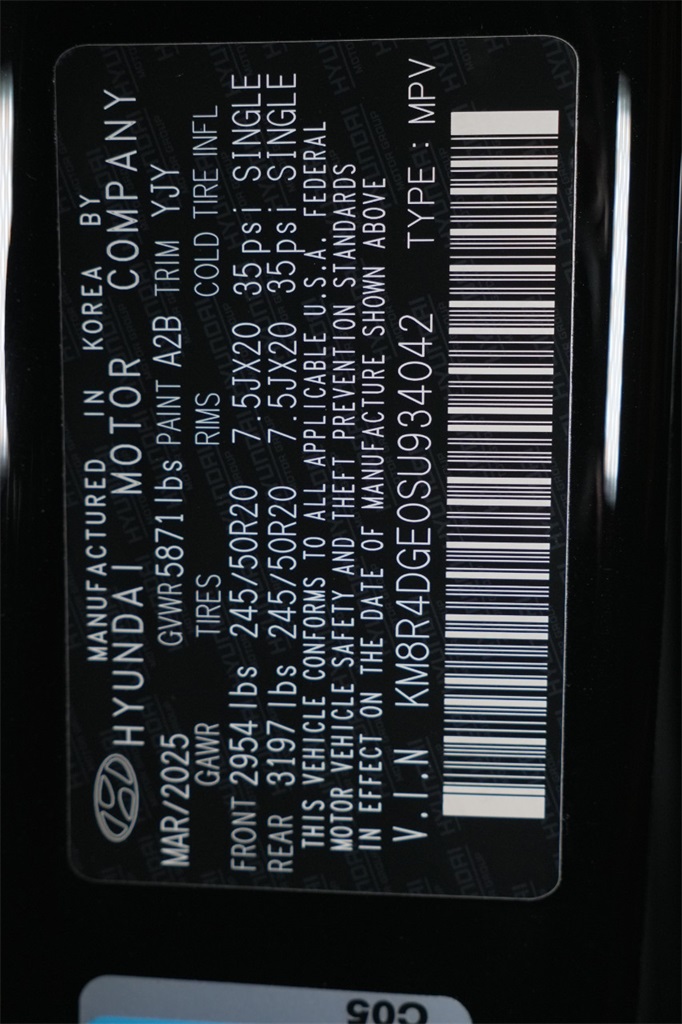 MANUFACTURED IN KOREA BY
HYUNDAI MOTOR COMPANY
MAR/2025 GVWR 5871 lbs PAINT A2B TRIM YJY
GAWR TIRES RIMS COLD TIRE INFL
FRONT 2954 lbs 245/50R20 7.5JX20 35psi SINGLE
REAR 3197 lbs 245/50R20 7.5JX20 35psi SINGLE
THIS VEHICLE CONFORMS TO ALL APPLICABLE U.S.A. FEDERAL
MOTOR VEHICLE SAFETY AND THEFT PREVENTION STANDARDS
IN EFFECT ON THE DATE OF MANUFACTURE SHOWN ABOVE
V.I.N KM8R4DGE0SU934042 TYPE: MPV
C05